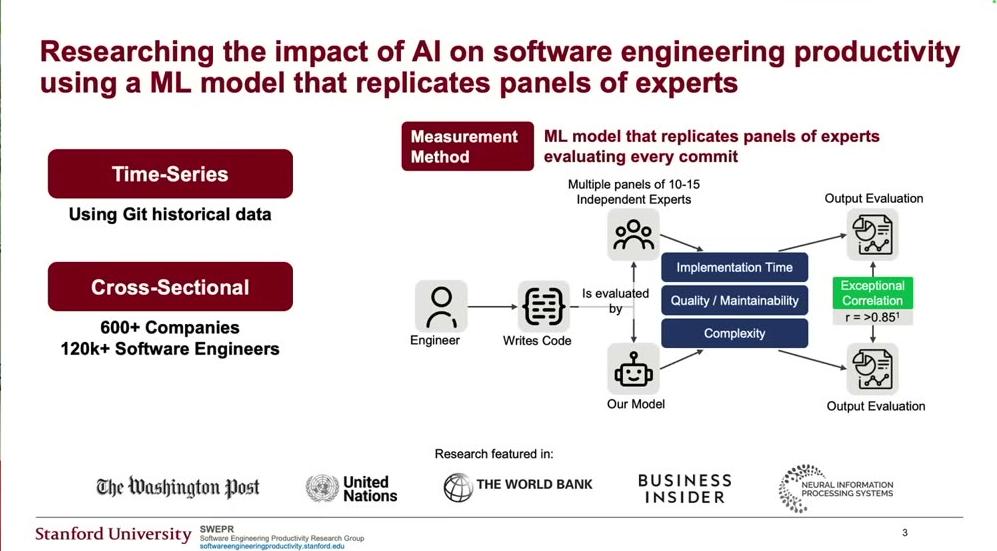 Researching the impact of AI on software engineering productivity
using a ML model that replicates panels of experts
Time-Series
Using Git historical data
Cross-Sectional
600+ Companies
120k+ Software Engineers
Measurement
Method
ML model that replicates panels of experts
evaluating every commit
Multiple panels of 10-15
Independent Experts
Engineer
Writes Code
Is evaluated
by
Our Model
Implementation Time
Quality / Maintainability
Complexity
Output Evaluation
Exceptional
Correlation
r = >0.85¹
Output Evaluation
Research featured in:
The Washington Post
United
Nations
THE WORLD BANK
BUSINESS
INSIDER
NEURAL INFORMATION
PROCESSING SYSTEMS
Stanford University
SWEPR
Software Engineering Productivity Research Group
softwareengineeringproductivity.stanford.edu
3